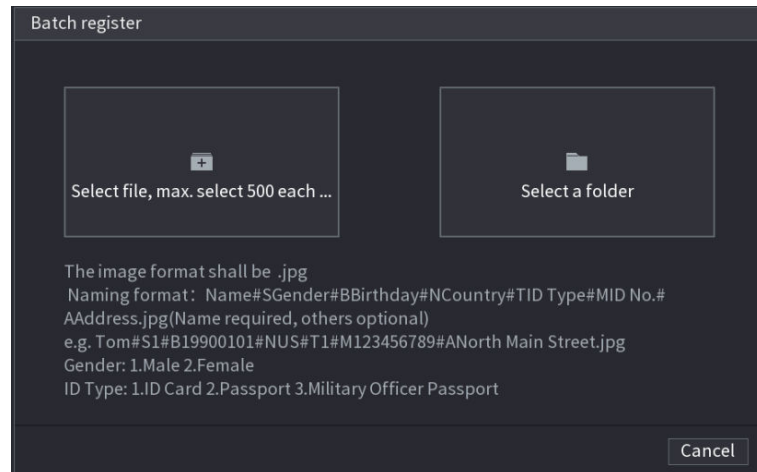 Batch register
Select file, max. select 500 each ...
Select a folder
The image format shall be .jpg
Naming format: Name#SGender#BBirthday#NCountry#TID Type#MID No.#
AAddress.jpg(Name required, others optional)
e.g. Tom#S1#B19900101#NUS#T1#M123456789#ANorth Main Street.jpg
Gender: 1.Male 2.Female
ID Type: 1.ID Card 2.Passport 3.Military Officer Passport
Cancel